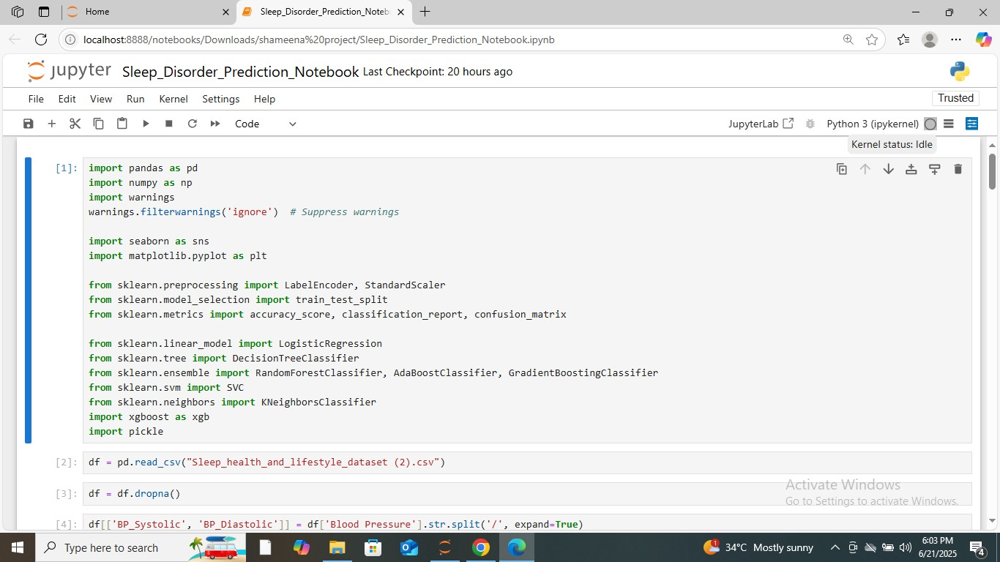 Home
Sleep_Disorder_Prediction_Noteb
localhost:8888/notebooks/Downloads/shameena%20project/Sleep_Disorder_Prediction_Notebook.ipynb
jupyter Sleep_Disorder_Prediction_Notebook Last Checkpoint: 20 hours ago
File Edit View Run Kernel Settings Help
Trusted
Code
JupyterLab
Python 3 (ipykernel)
Kernel status: Idle
[1]:
import pandas as pd
import numpy as np
import warnings
warnings.filterwarnings('ignore')  # Suppress warnings
import seaborn as sns
import matplotlib.pyplot as plt
from sklearn.preprocessing import LabelEncoder, StandardScaler
from sklearn.model_selection import train_test_split
from sklearn.metrics import accuracy_score, classification_report, confusion_matrix
from sklearn.linear_model import LogisticRegression
from sklearn.tree import DecisionTreeClassifier
from sklearn.ensemble import RandomForestClassifier, AdaBoostClassifier, GradientBoostingClassifier
from sklearn.svm import SVC
from sklearn.neighbors import KNeighborsClassifier
import xgboost as xgb
import pickle
[2]: df = pd.read_csv("Sleep_health_and_lifestyle_dataset (2).csv")
[3]: df = df.dropna()
[4]: df[['BP_Systolic', 'BP_Diastolic']] = df['Blood Pressure'].str.split('/', expand=True)
Activate Windows
Go to Settings to activate Windows.
Type here to search
1
34°C Mostly sunny
6:03 PM
6/21/2025
4